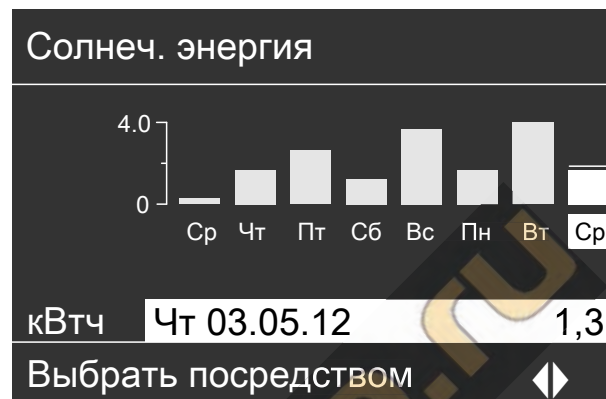 Солнеч. энергия
4.0
0
Ср Чт Пт Сб Вс Пн Вт Ср
кВтч Чт 03.05.12 1,3
Выбрать посредством